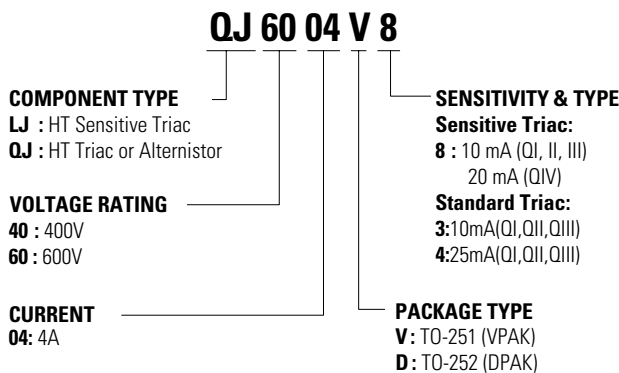 QJ 60 04 V 8
COMPONENT TYPE
LJ : HT Sensitive Triac
QJ : HT Triac or Alternistor
VOLTAGE RATING
40 : 400V
60 : 600V
CURRENT
04: 4A
SENSITIVITY & TYPE
Sensitive Triac:
8 : 10 mA (QI, II, III)
20 mA (QIV)
Standard Triac:
3:10mA(QI,QII,QIII)
4:25mA(QI,QII,QIII)
PACKAGE TYPE
V : TO-251 (VPAK)
D : TO-252 (DPAK)